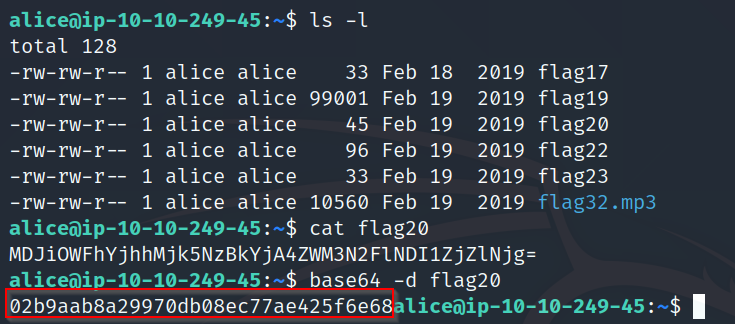 alice@ip-10-10-249-45:~$ ls -l
total 128
-rw-rw-r-- 1 alice alice    33 Feb 18  2019 flag17
-rw-rw-r-- 1 alice alice 99001 Feb 19  2019 flag19
-rw-rw-r-- 1 alice alice    45 Feb 19  2019 flag20
-rw-rw-r-- 1 alice alice    96 Feb 19  2019 flag22
-rw-rw-r-- 1 alice alice    33 Feb 19  2019 flag23
-rw-rw-r-- 1 alice alice 10560 Feb 19  2019 flag32.mp3
alice@ip-10-10-249-45:~$ cat flag20
MDJiOWFhYjhhMjk5NzBkYjA4ZWM3N2FlNDI1ZjZlNjg=
alice@ip-10-10-249-45:~$ base64 -d flag20
02b9aab8a29970db08ec77ae425f6e68alice@ip-10-10-249-45:~$